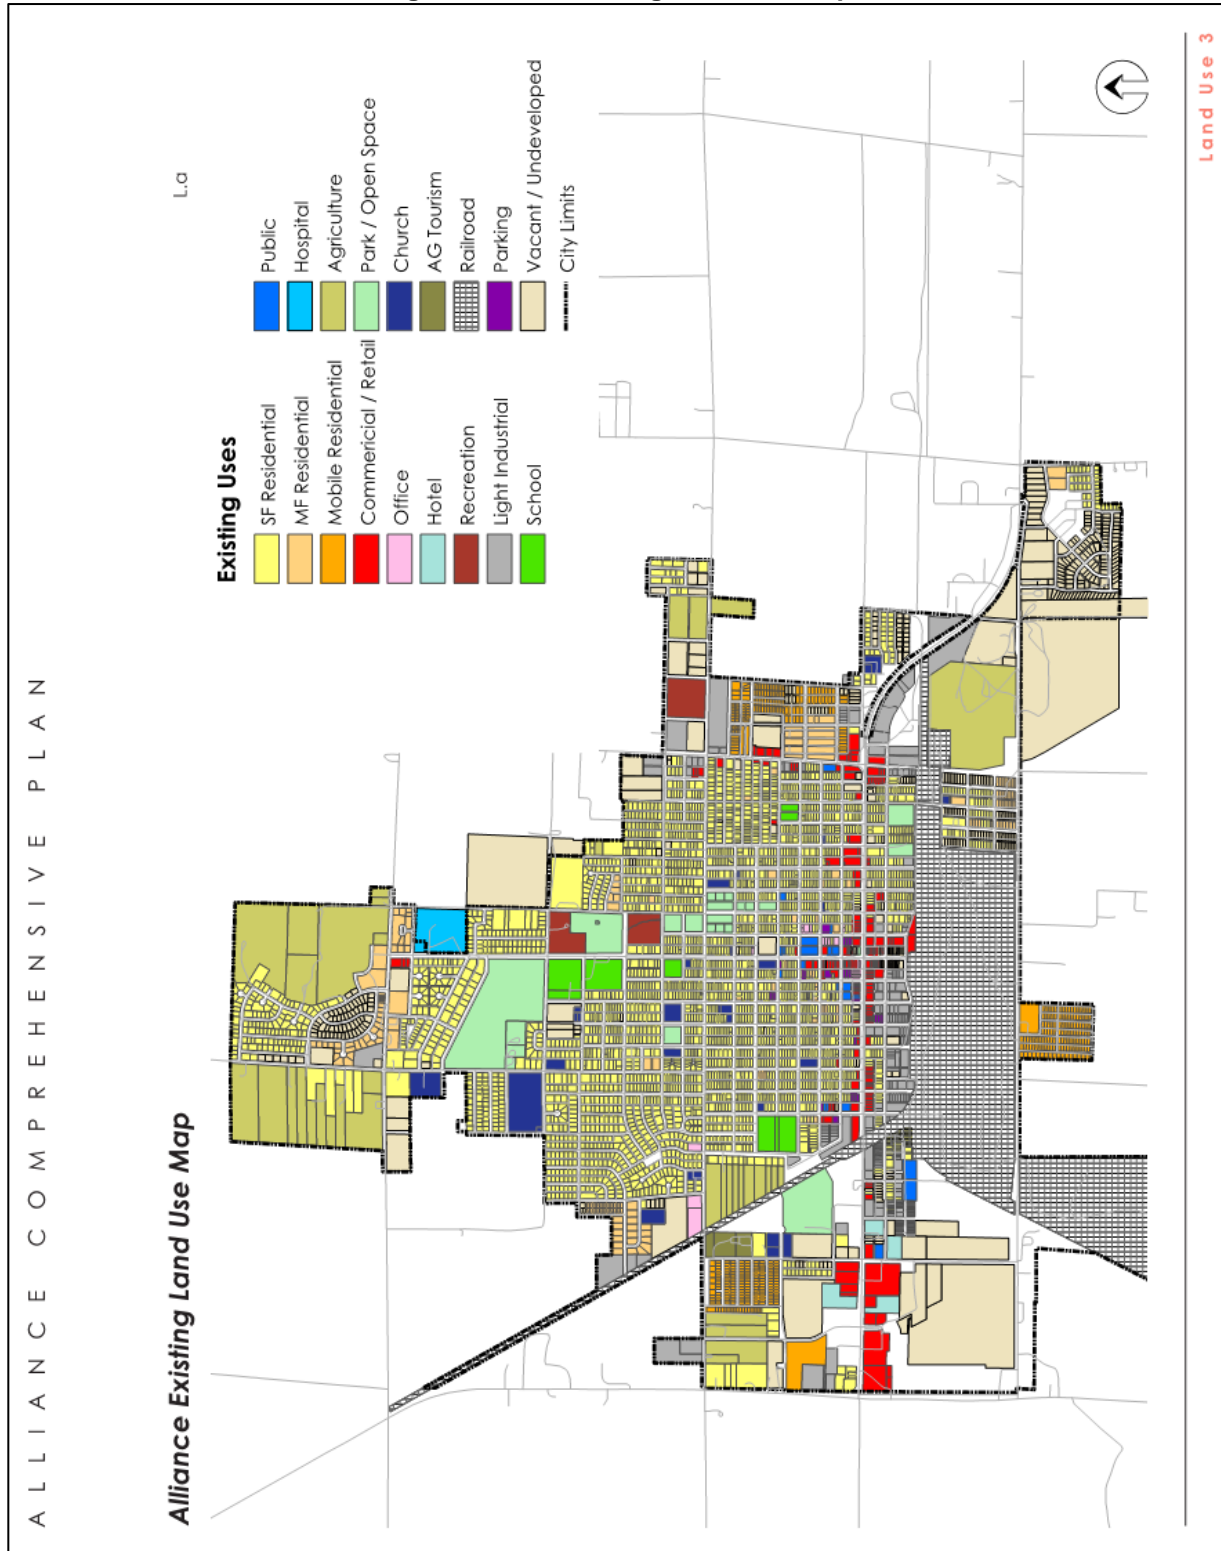 ALLIANCE COMPREHENSIVE PLAN
Alliance Existing Land Use Map
L.a
Existing Uses
SF Residential
MF Residential
Mobile Residential
Commericial / Retail
Office
Hotel
Recreation
Light Industrial
School
Public
Hospital
Agriculture
Park / Open Space
Church
AG Tourism
Railroad
Parking
Vacant / Undeveloped
City Limits
Land Use 3